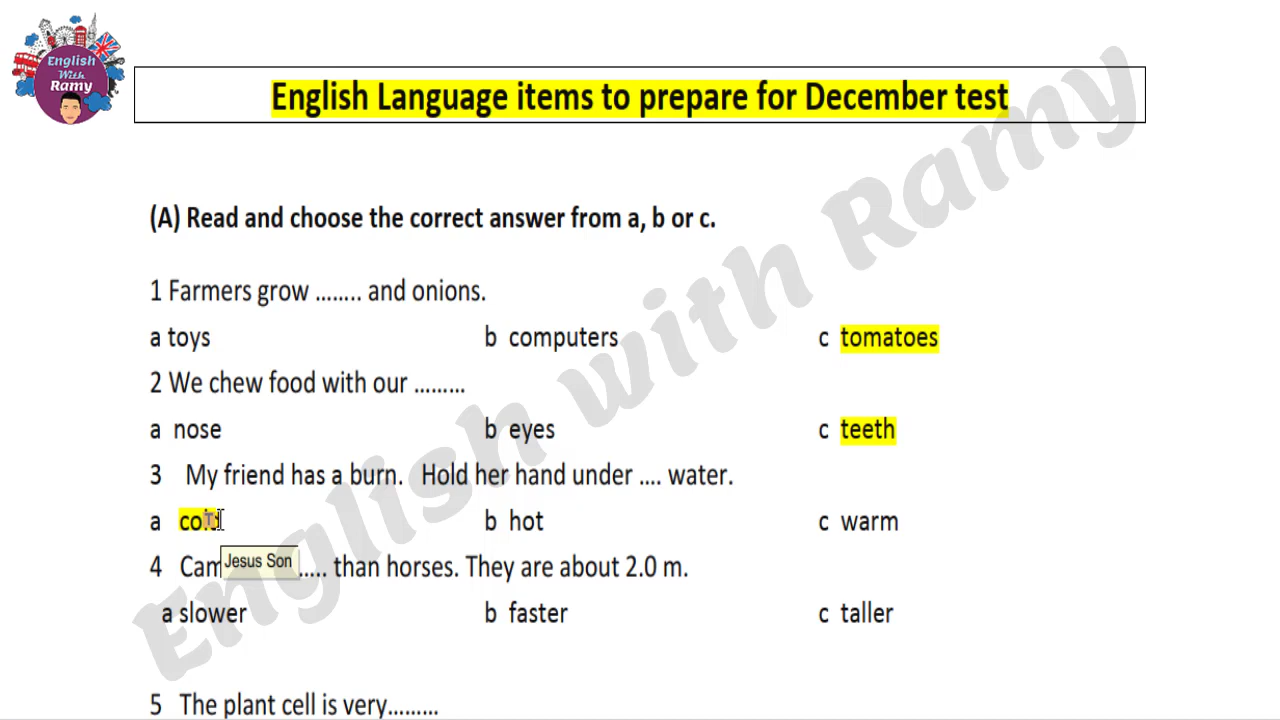 English
With
Ramy
English Language items to prepare for December test
(A) Read and choose the correct answer from a, b or c.
1 Farmers grow …….. and onions.
a toys b computers c tomatoes
2 We chew food with our ………
a nose b eyes c teeth
3 My friend has a burn. Hold her hand under …. water.
a b hot c warm
Jesus Son
4 ….. than horses. They are about 2.0 m.
a slower b faster c taller
5 The plant cell is very………
English with Ramy